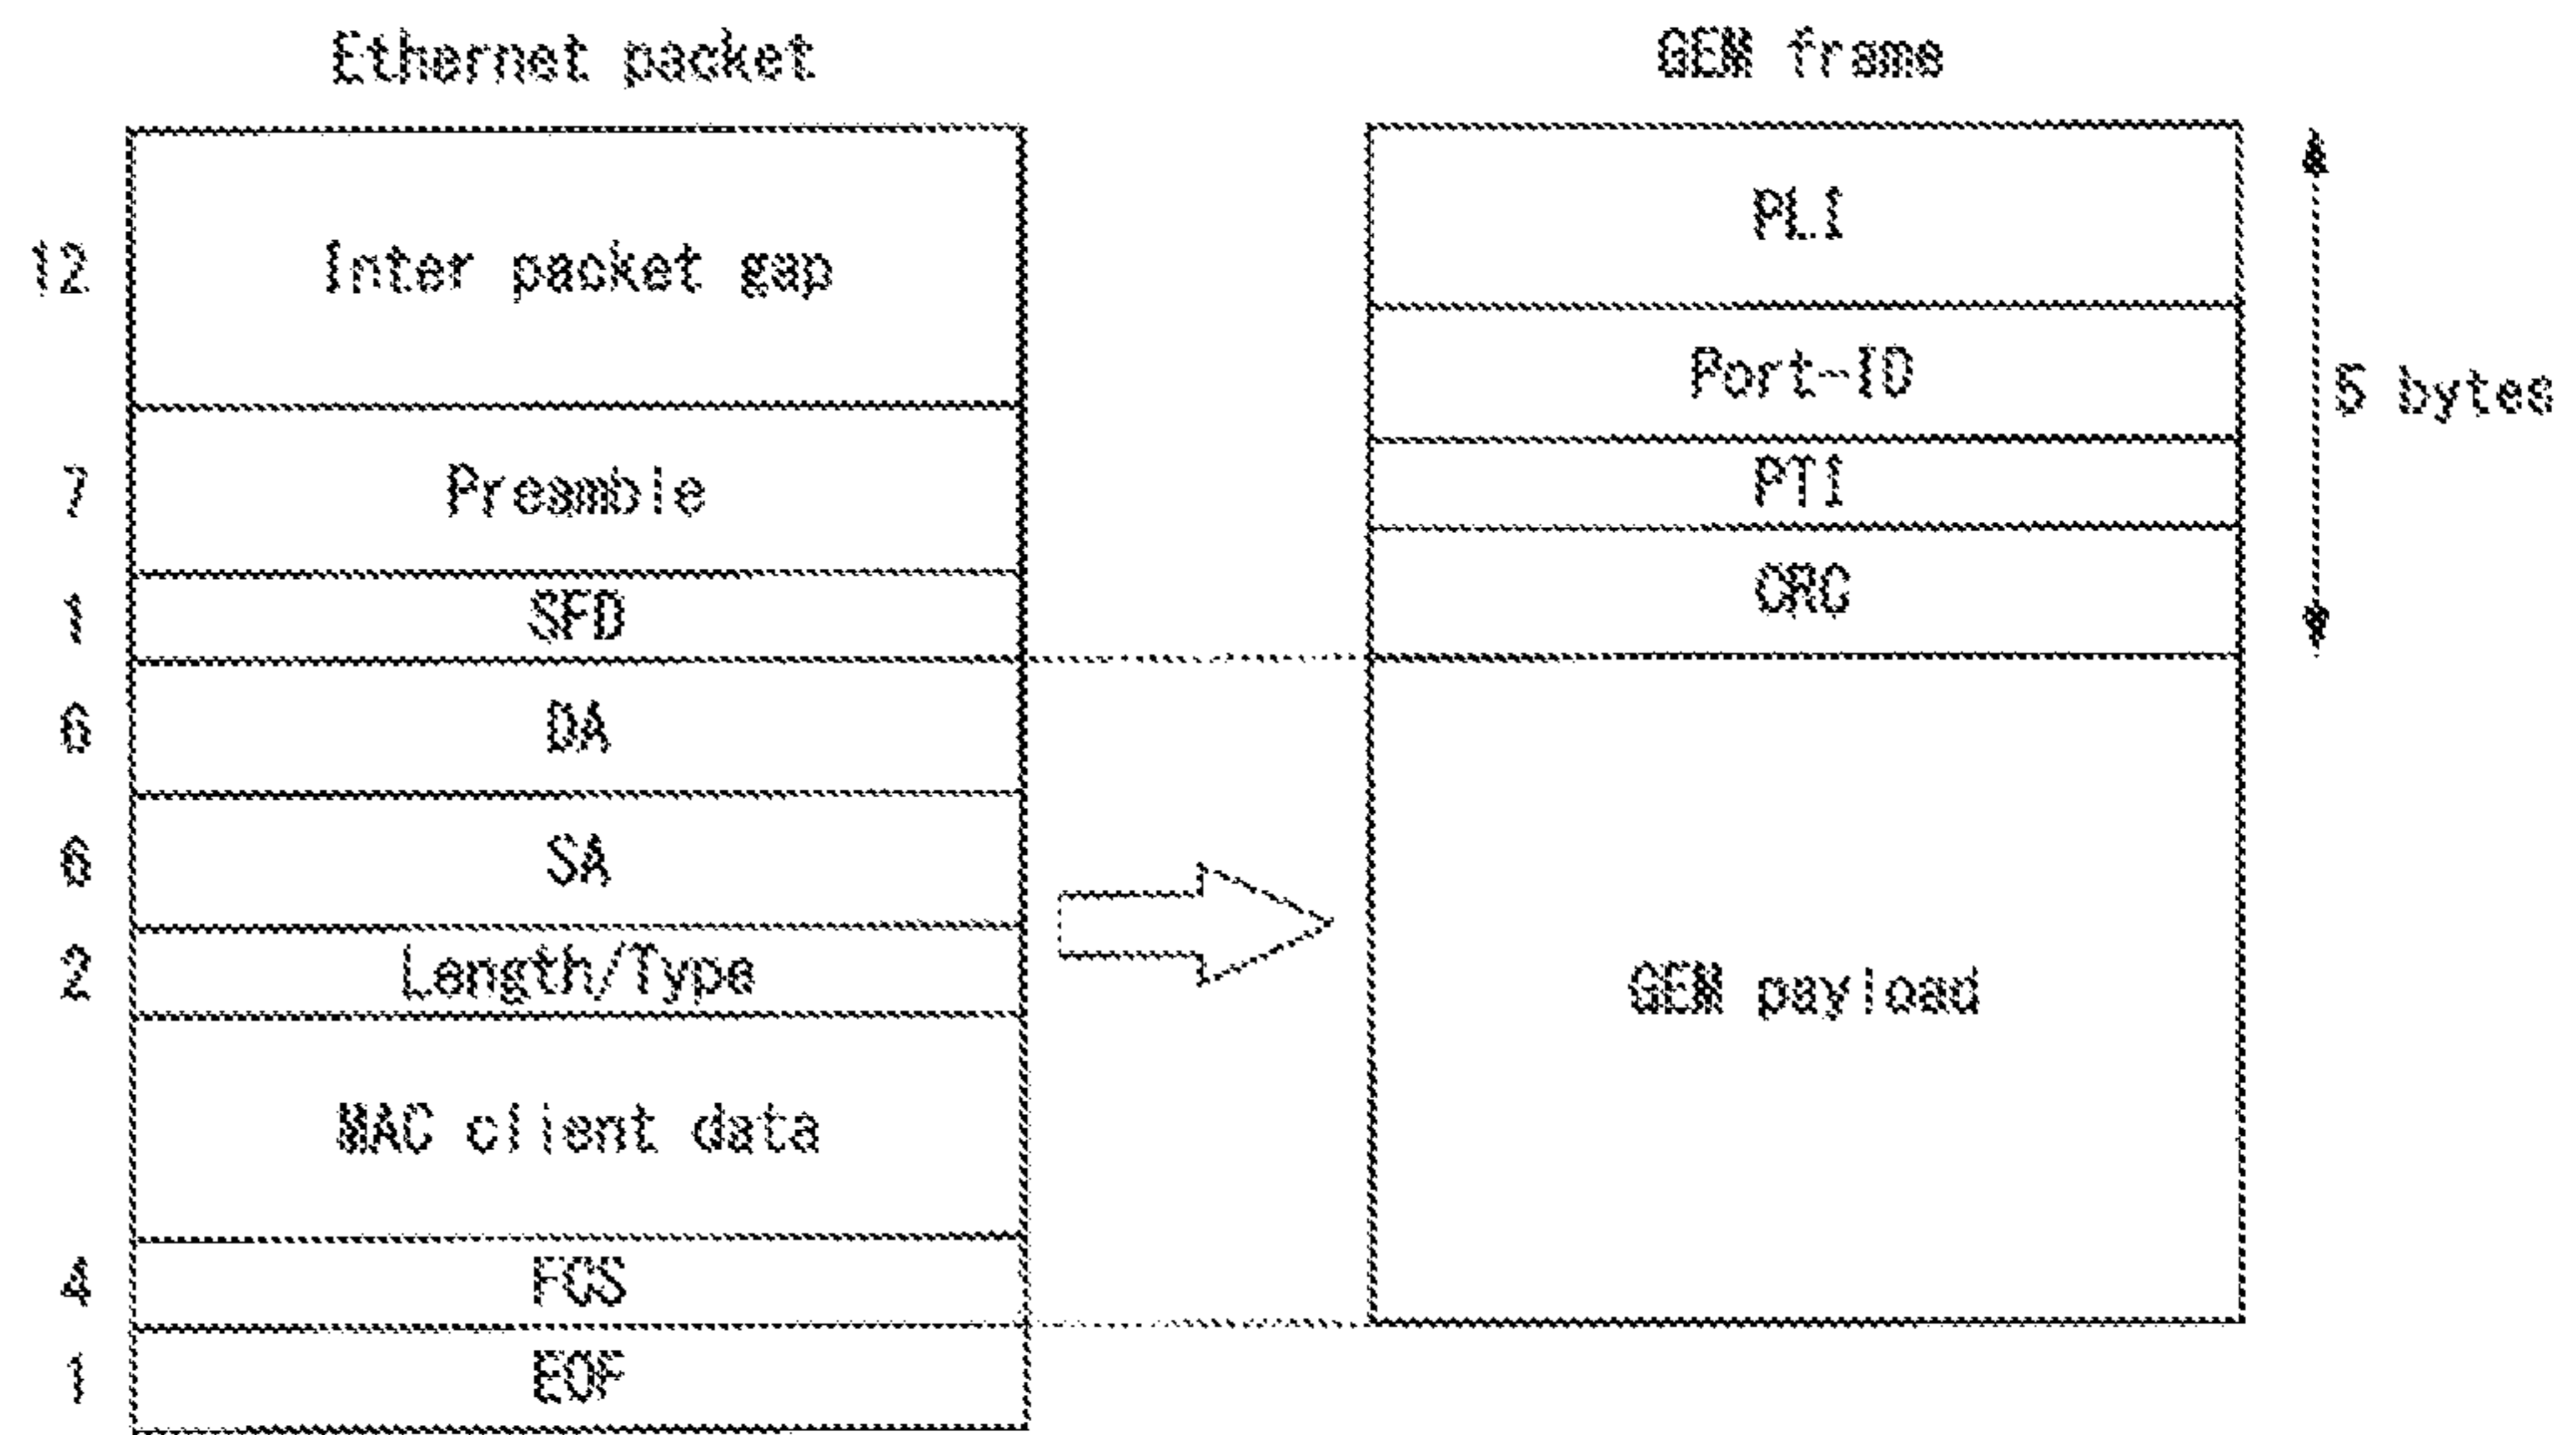 Ethernet packet
12 Inter packet gap
7 Preamble
1 SFD
6 DA
6 SA
2 Length/Type
MAC client data
4 FCS
1 EOF
GEM frame
PLI
Port-ID
PTI
CRC
5 bytes
GEM payload